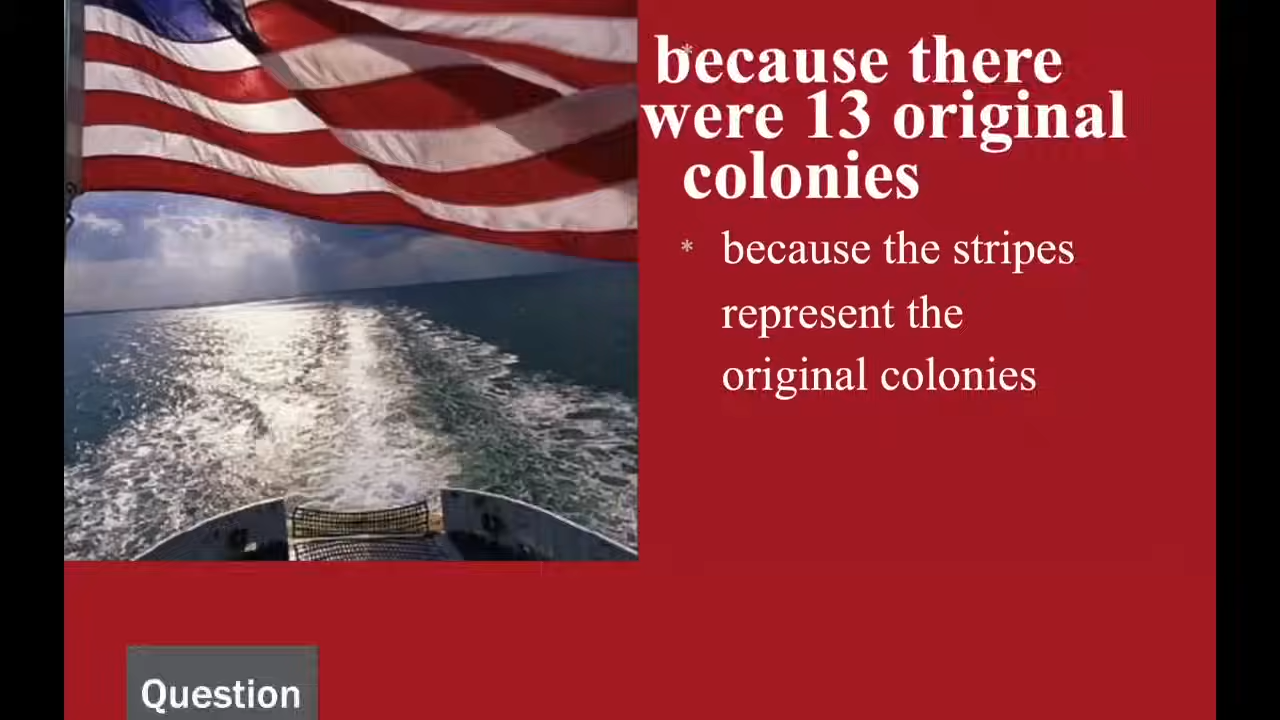 * because there
were 13 original
colonies
* because the stripes
represent the
original colonies
Question